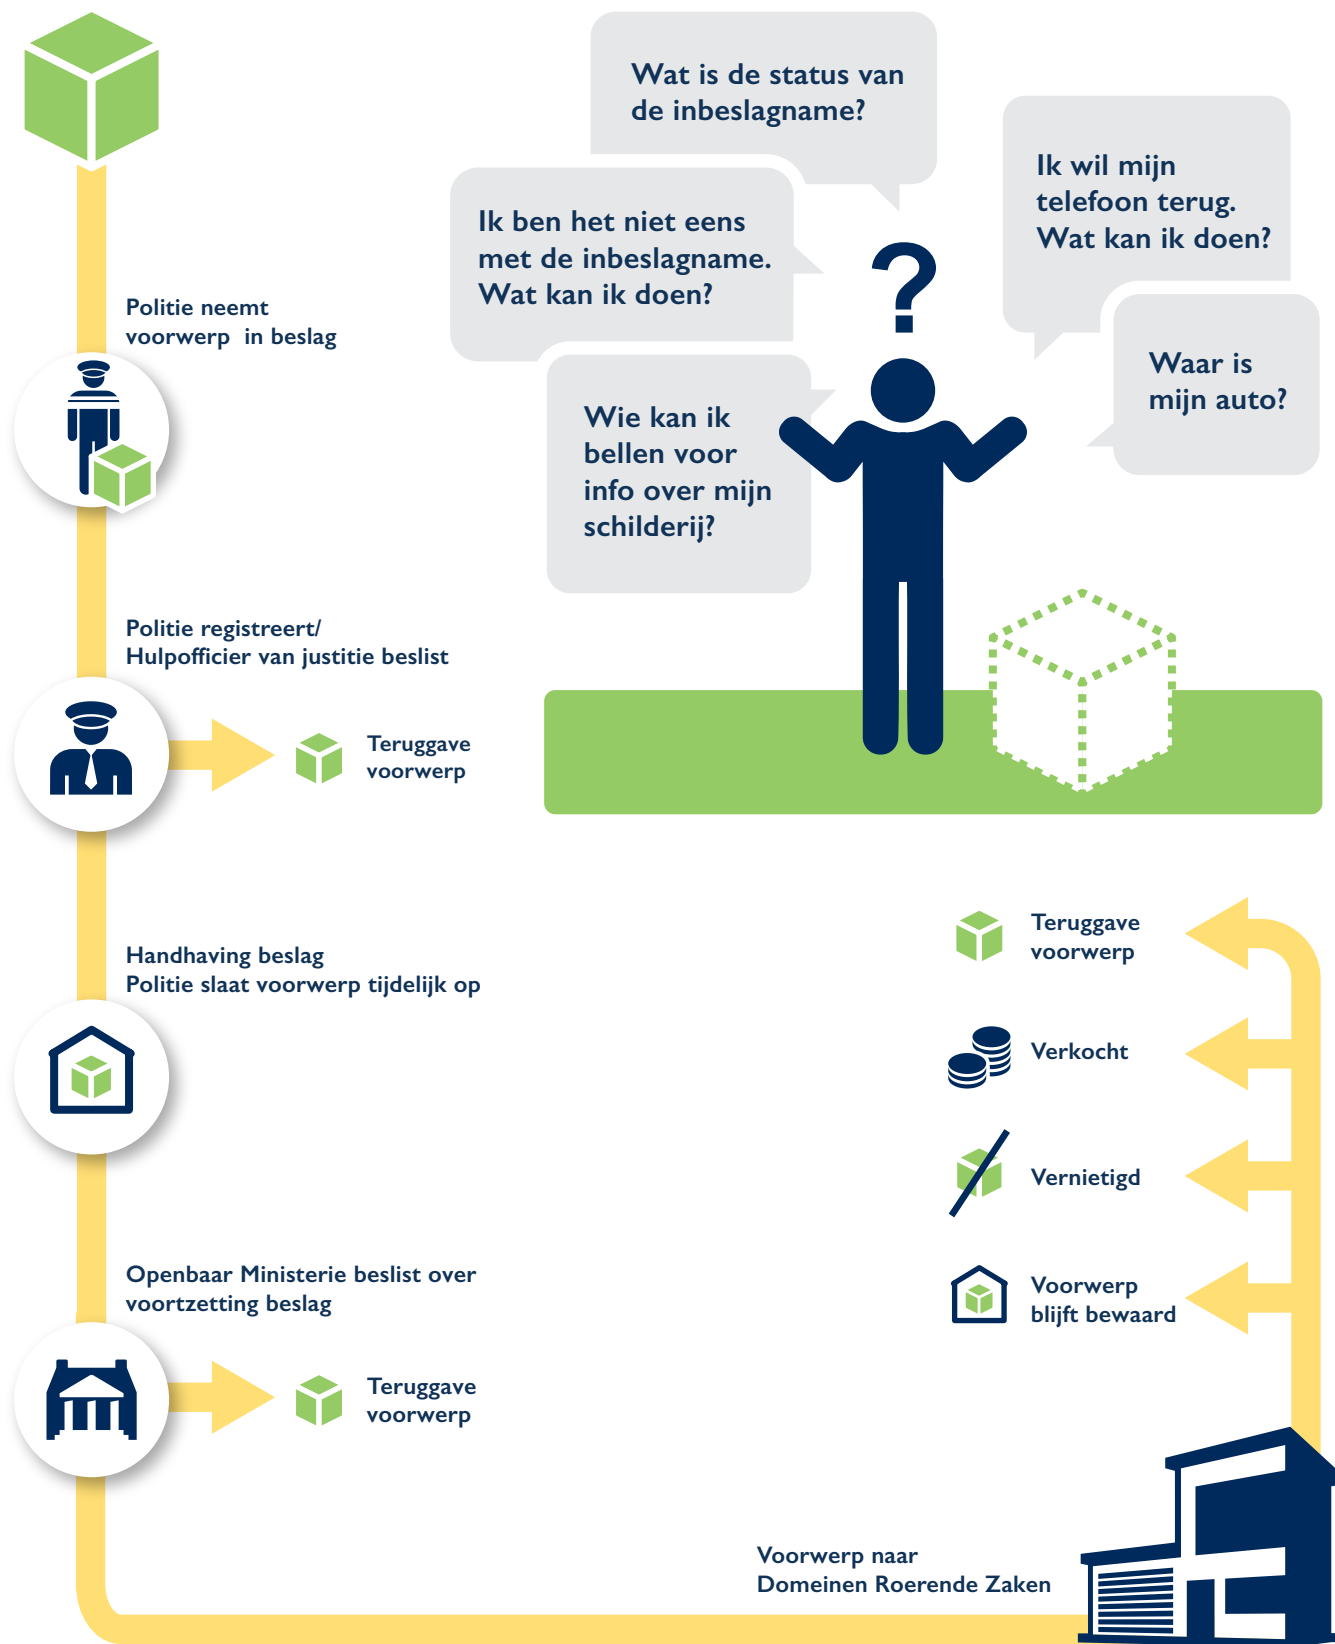 Wat is de status van
de inbeslagname?
Ik wil mijn
telefoon terug.
Wat kan ik doen?
Ik ben het niet eens
met de inbeslagname.
Wat kan ik doen?
?
Waar is
mijn auto?
Wie kan ik
bellen voor
info over mijn
schilderij?
Politie neemt
voorwerp in beslag
Politie registreert/
Hulpofficier van justitie beslist
Teruggave
voorwerp
Handhaving beslag
Politie slaat voorwerp tijdelijk op
Openbaar Ministerie beslist over
voortzetting beslag
Teruggave
voorwerp
Voorwerp naar
Domeinen Roerende Zaken
Teruggave
voorwerp
Verkocht
Vernietigd
Voorwerp
blijft bewaard